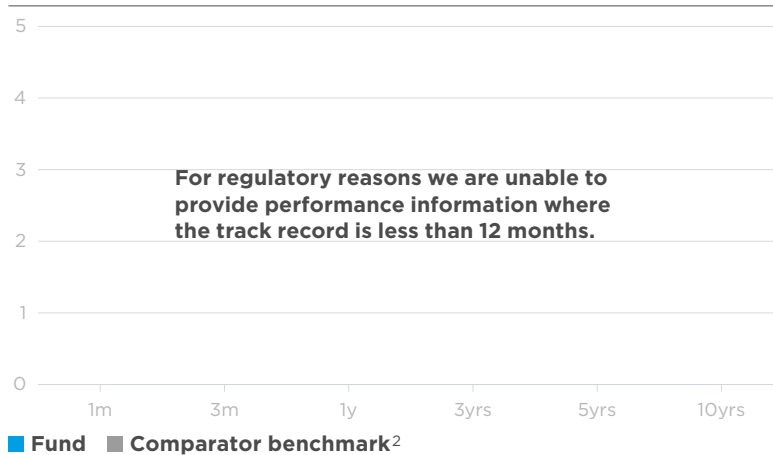 5
4
3
For regulatory reasons we are unable to
provide performance information where
the track record is less than 12 months.
2
1
0
1m 3m 1y 3yrs 5yrs 10yrs
Fund Comparator benchmark²